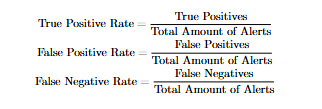 True Positive Rate = True Positives / Total Amount of Alerts
False Positive Rate = False Positives / Total Amount of Alerts
False Negative Rate = False Negatives / Total Amount of Alerts